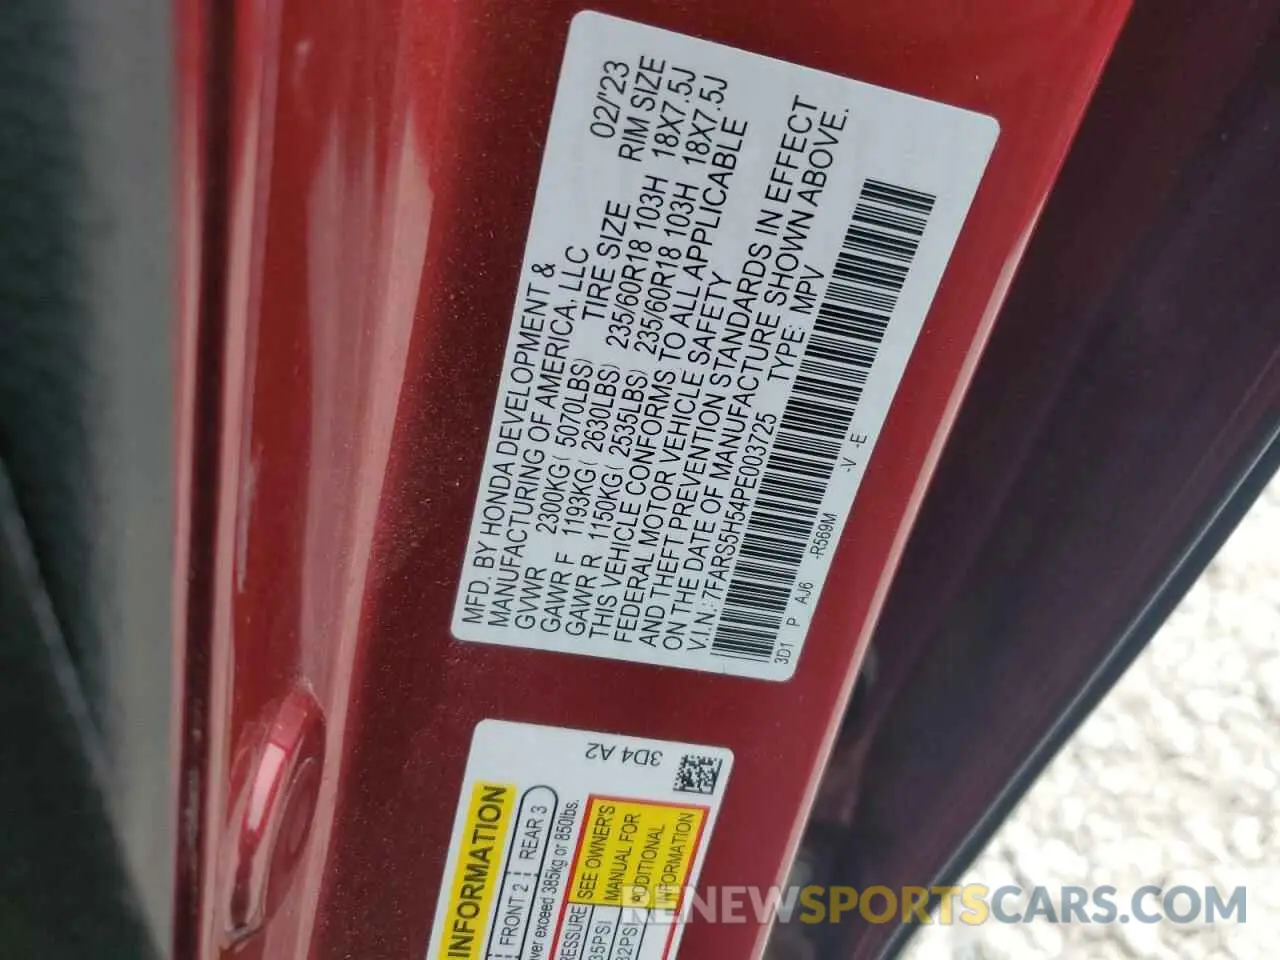 MFD. BY HONDA DEVELOPMENT &
MANUFACTURING OF AMERICA, LLC 02/'23
GVWR 2300KG ( 5070LBS) TIRE SIZE RIM SIZE
GAWR F 1193KG ( 2630LBS) 235/60R18 103H 18X7.5J
GAWR R 1150KG ( 2535LBS) 235/60R18 103H 18X7.5J
THIS VEHICLE CONFORMS TO ALL APPLICABLE
FEDERAL MOTOR VEHICLE SAFETY
AND THEFT PREVENTION STANDARDS IN EFFECT
ON THE DATE OF MANUFACTURE SHOWN ABOVE.
V.I.N.: 7FARS5H54PE003725 TYPE: MPV
3D1 P AJ6 -R569M -V -E
3D4 A2
INFORMATION
FRONT 2 REAR 3
exceed 385kg or 850lbs.
SEE OWNER'S
MANUAL FOR
ADDITIONAL
INFORMATION
35PSI
32PSI
RENEWSPORTSCARS.COM